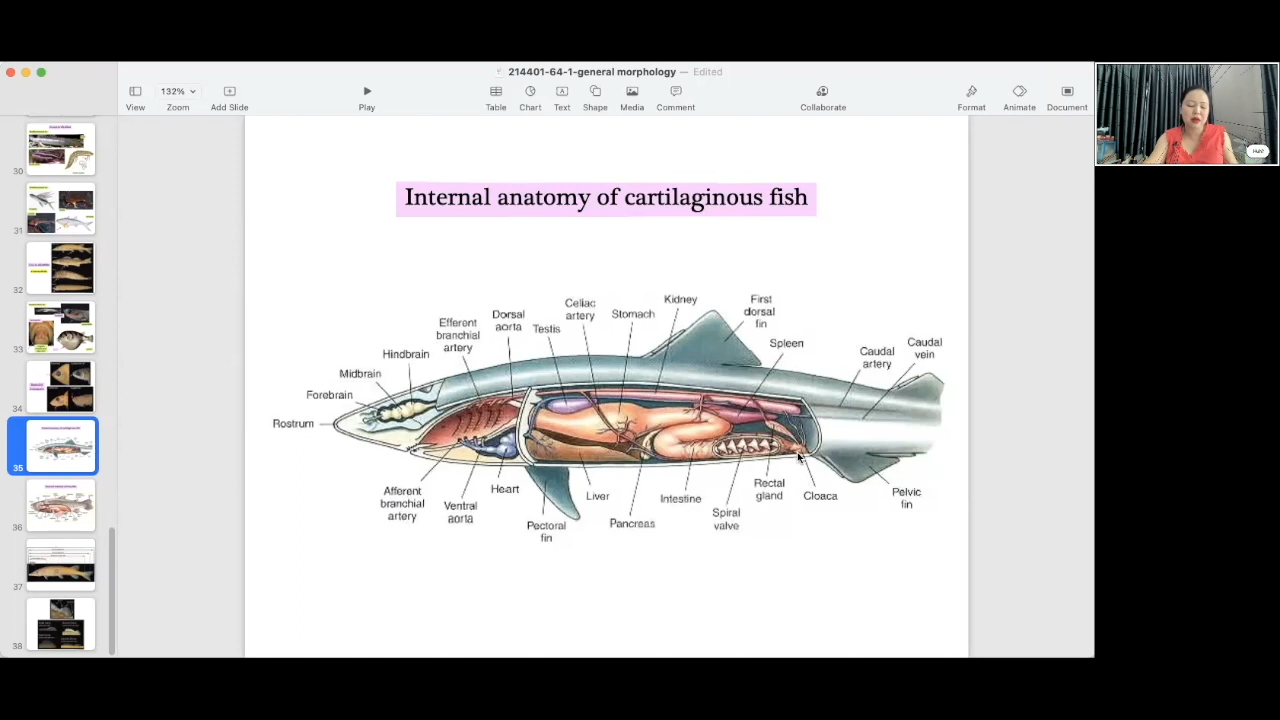 214401-64-1-general morphology — Edited
132%
View
Zoom
Add Slide
Play
Table
Chart
Text
Shape
Media
Comment
Collaborate
Format
Animate
Document
30
31
32
33
34
35
36
37
38
Internal anatomy of cartilaginous fish
Rostrum
Forebrain
Midbrain
Hindbrain
Efferent
branchial
artery
Dorsal
aorta
Testis
Celiac
artery
Stomach
Kidney
First
dorsal
fin
Spleen
Caudal
artery
Caudal
vein
Afferent
branchial
artery
Ventral
aorta
Heart
Pectoral
fin
Liver
Pancreas
Intestine
Spiral
valve
Rectal
gland
Cloaca
Pelvic
fin